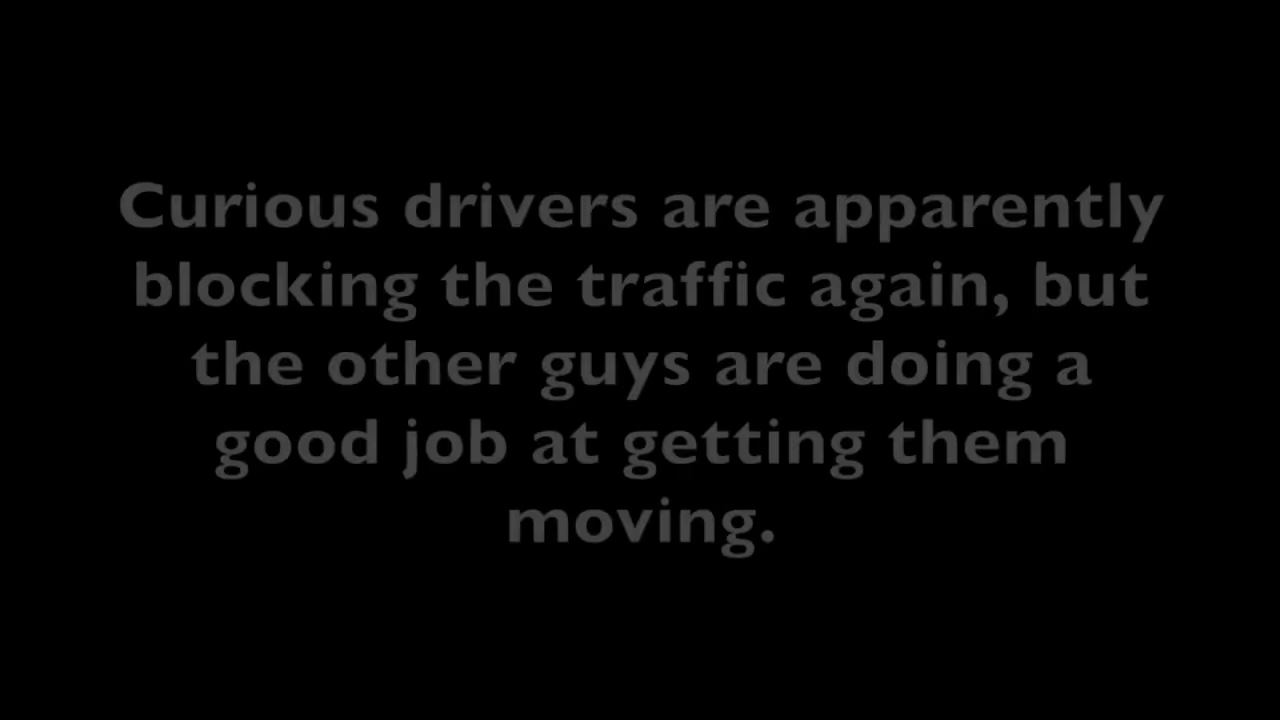 Curious drivers are apparently
blocking the traffic again, but
the other guys are doing a
good job at getting them
moving.